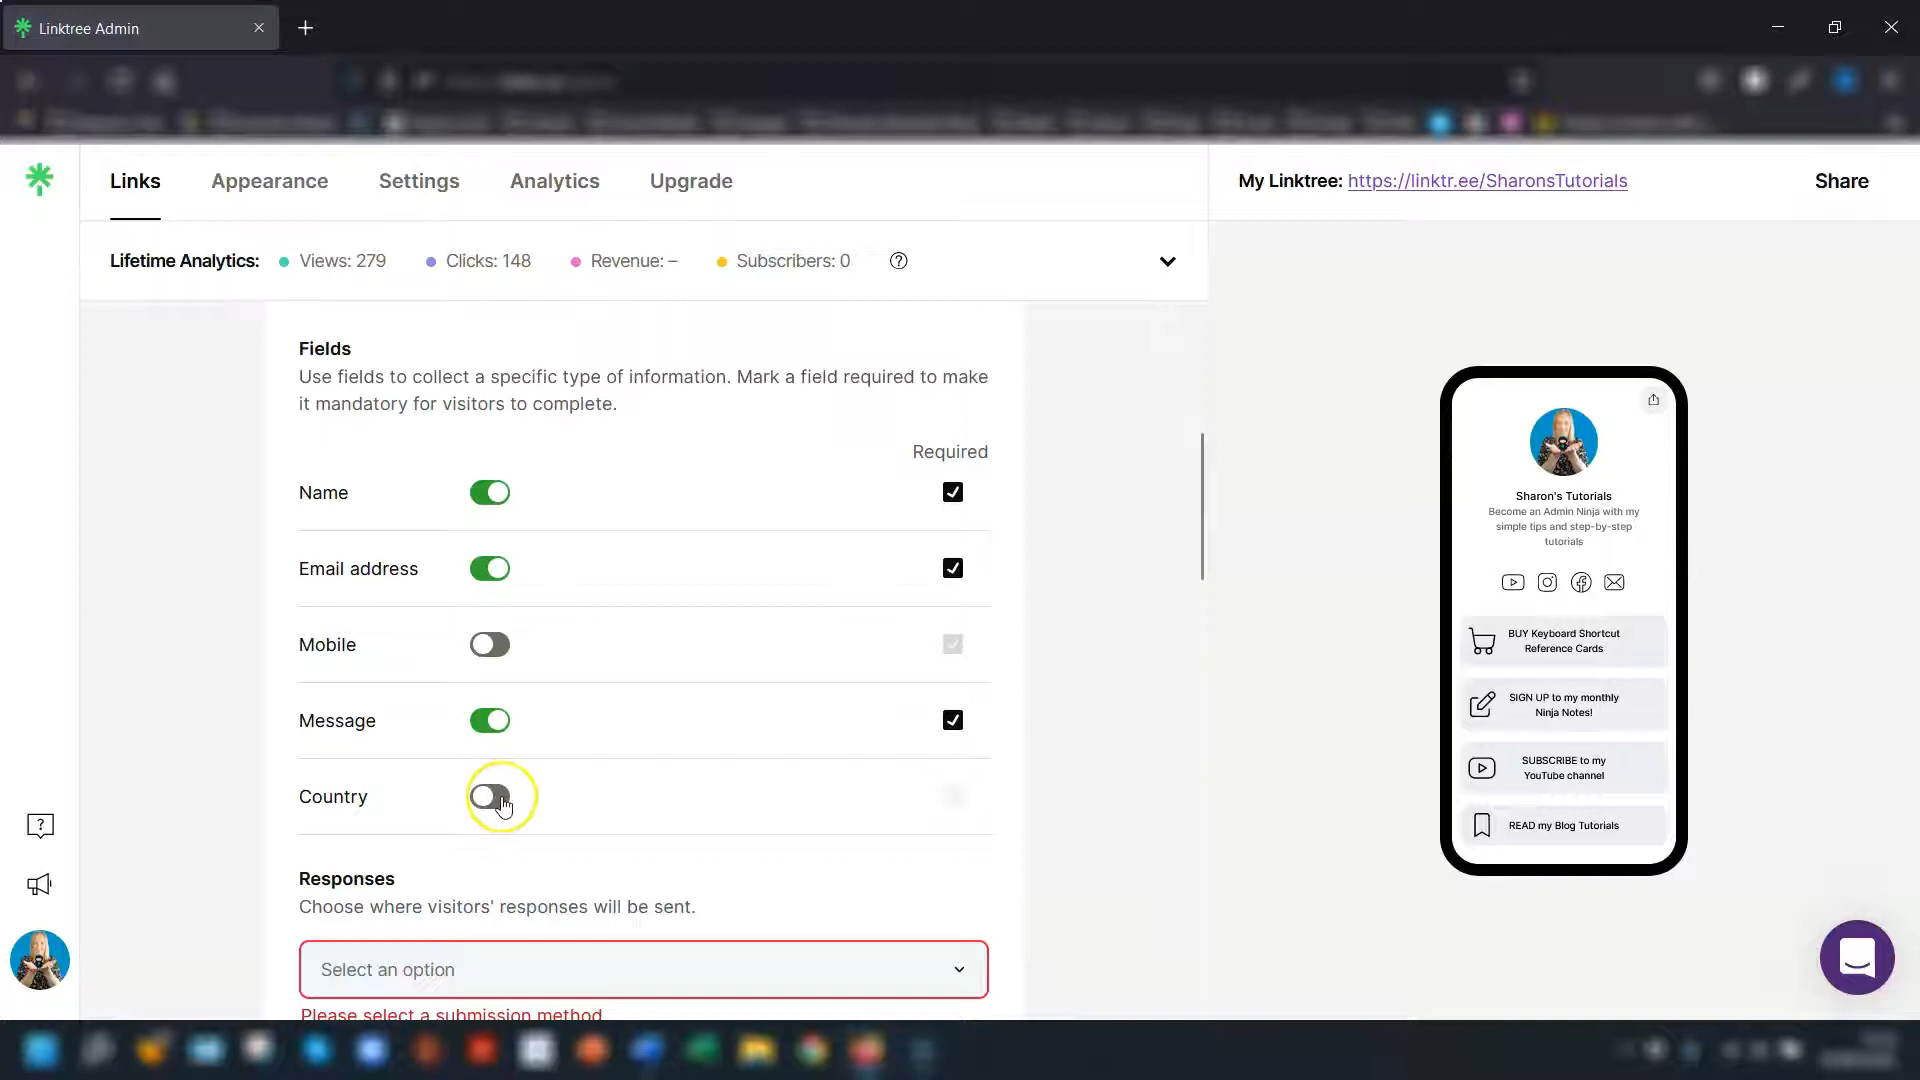 Linktree Admin
Links Appearance Settings Analytics Upgrade
My Linktree: https://linktr.ee/SharonsTutorials
Share
Lifetime Analytics: Views: 279 Clicks: 148 Revenue: – Subscribers: 0
Fields
Use fields to collect a specific type of information. Mark a field required to make
it mandatory for visitors to complete.
Required
Name
Email address
Mobile
Message
Country
Responses
Choose where visitors' responses will be sent.
Select an option
Please select a submission method
Sharon's Tutorials
Become an Admin Ninja with my
simple tips and step-by-step
tutorials
BUY Keyboard Shortcut
Reference Cards
SIGN UP to my monthly
Ninja Notes!
SUBSCRIBE to my
YouTube channel
READ my Blog Tutorials